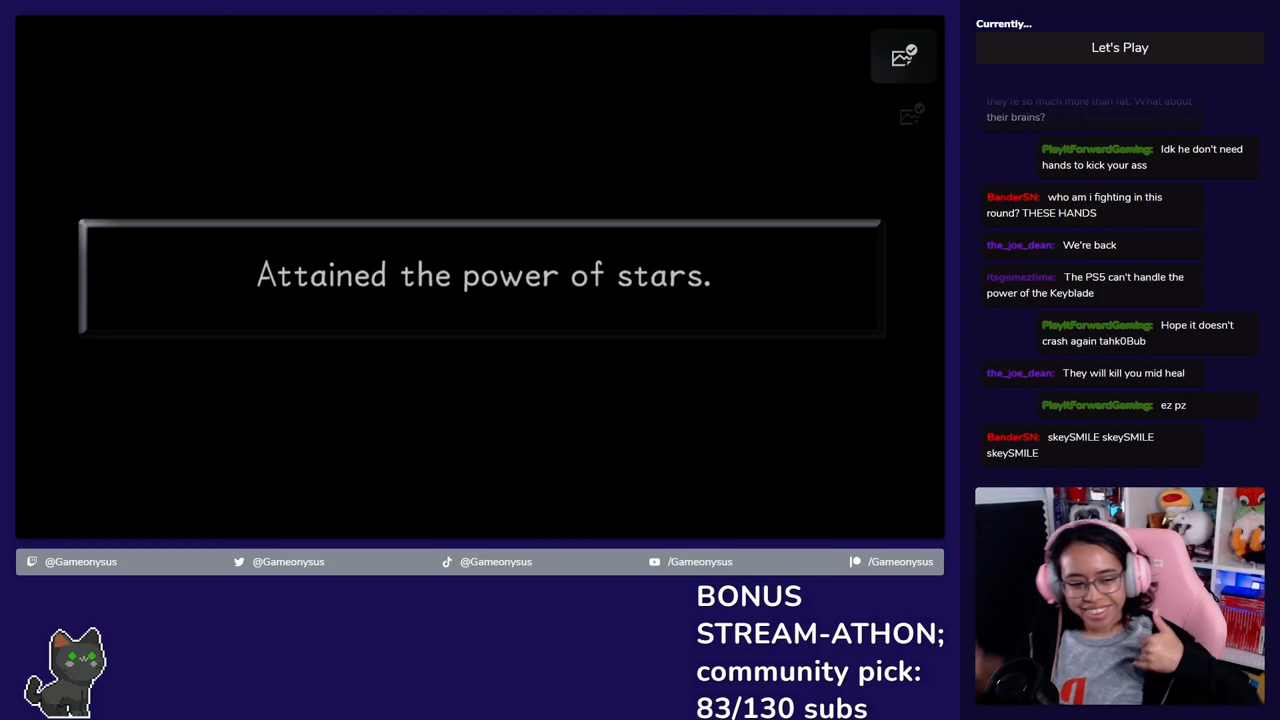 Currently...
Let's Play
they're so much more than fat. What about
their brains?
PlayItForwardGaming: Idk he don't need
hands to kick your ass
BanderSN: who am i fighting in this
round? THESE HANDS
the_joe_dean: We're back
itsgomeztime: The PS5 can't handle the
power of the Keyblade
PlayItForwardGaming: Hope it doesn't
crash again tahk0Bub
the_joe_dean: They will kill you mid heal
PlayItForwardGaming: ez pz
BanderSN: skeySMILE skeySMILE
skeySMILE
Attained the power of stars.
@Gameonysus
@Gameonysus
@Gameonysus
/Gameonysus
/Gameonysus
BONUS
STREAM-ATHON;
community pick:
83/130 subs